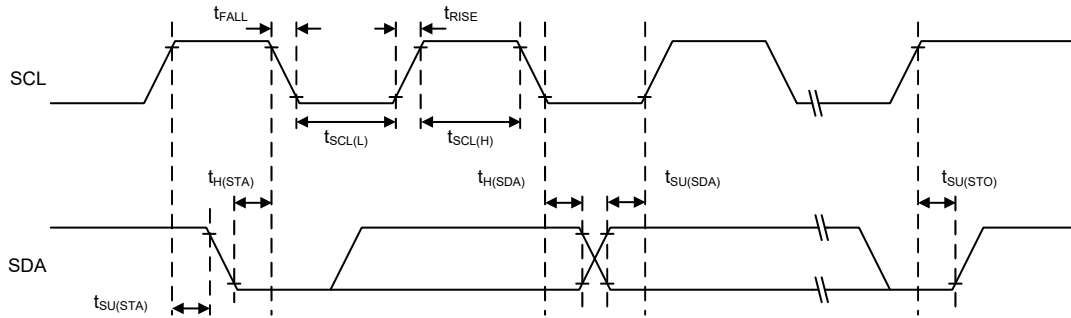 tFALL
tRISE
SCL
tSCL(L)
tSCL(H)
tH(STA)
tH(SDA)
tSU(SDA)
tSU(STO)
SDA
tSU(STA)